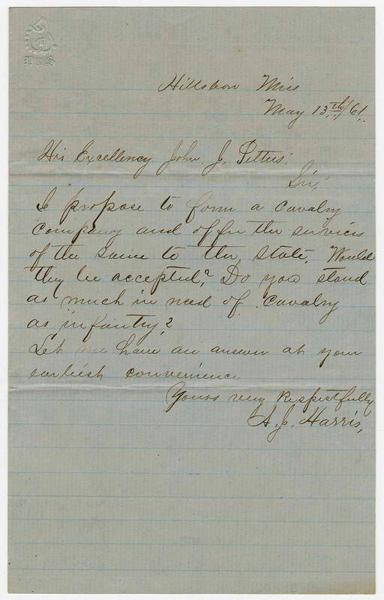 Hillsboro Miss
May 13th/61.
His Excellency John J. Pettus;
Sir,
I propose to form a Cavalry
company and offer the services
of the Same to the State, Would
they be accepted? Do you stand
as much in need of Cavalry
as infantry?
Let me have an answer at your
earliest convenience
Yours very Respectfully
A. J. Harris,